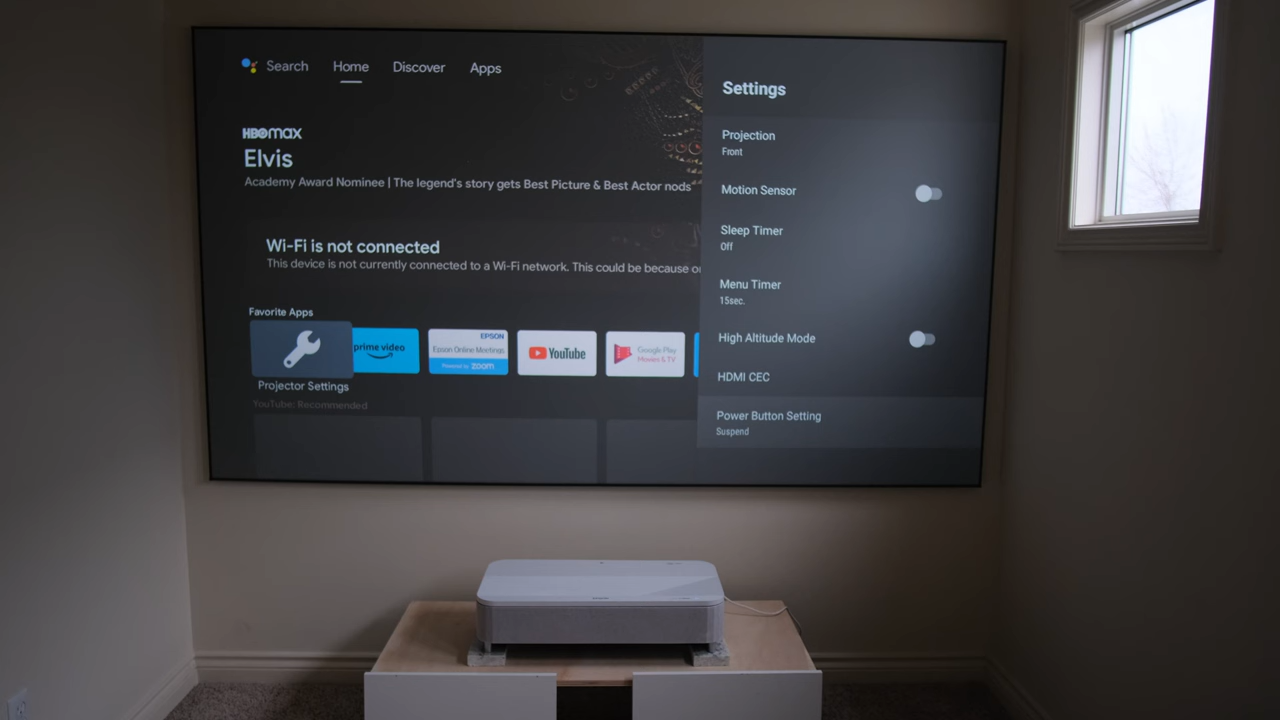 Search Home Discover Apps
HBOMAX
Elvis
Academy Award Nominee | The legend's story gets Best Picture & Best Actor nods
Wi-Fi is not connected
This device is not currently connected to a Wi-Fi network. This could be because
Favorite Apps
prime video
EPSON
Epson Online Meetings
Powered by zoom
YouTube
Google Play
Movies & TV
Projector Settings
YouTube: Recommended
Settings
Projection
Front
Motion Sensor
Sleep Timer
Off
Menu Timer
15sec.
High Altitude Mode
HDMI CEC
Power Button Setting
Suspend